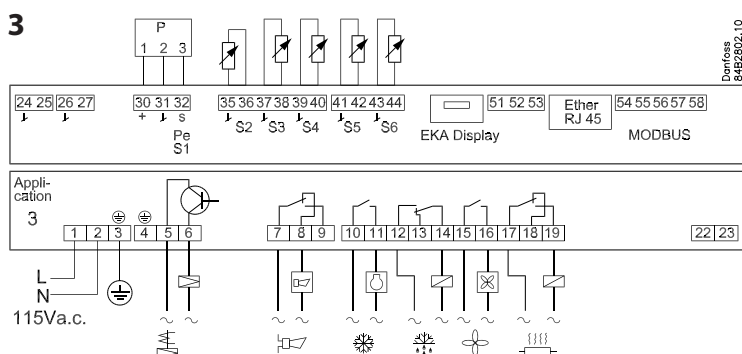 3
P
1 2 3
Danfoss
84B2802.10
24 25 26 27 30 31 32 35 36 37 38 39 40 41 42 43 44 51 52 53 54 55 56 57 58
+ s
S2 S3 S4 S5 S6
Pe
S1
EKA Display
Ether
RJ 45
MODBUS
Appli-
cation
3
1 2 3 4 5 6 7 8 9 10 11 12 13 14 15 16 17 18 19 22 23
L
N
115Va.c.